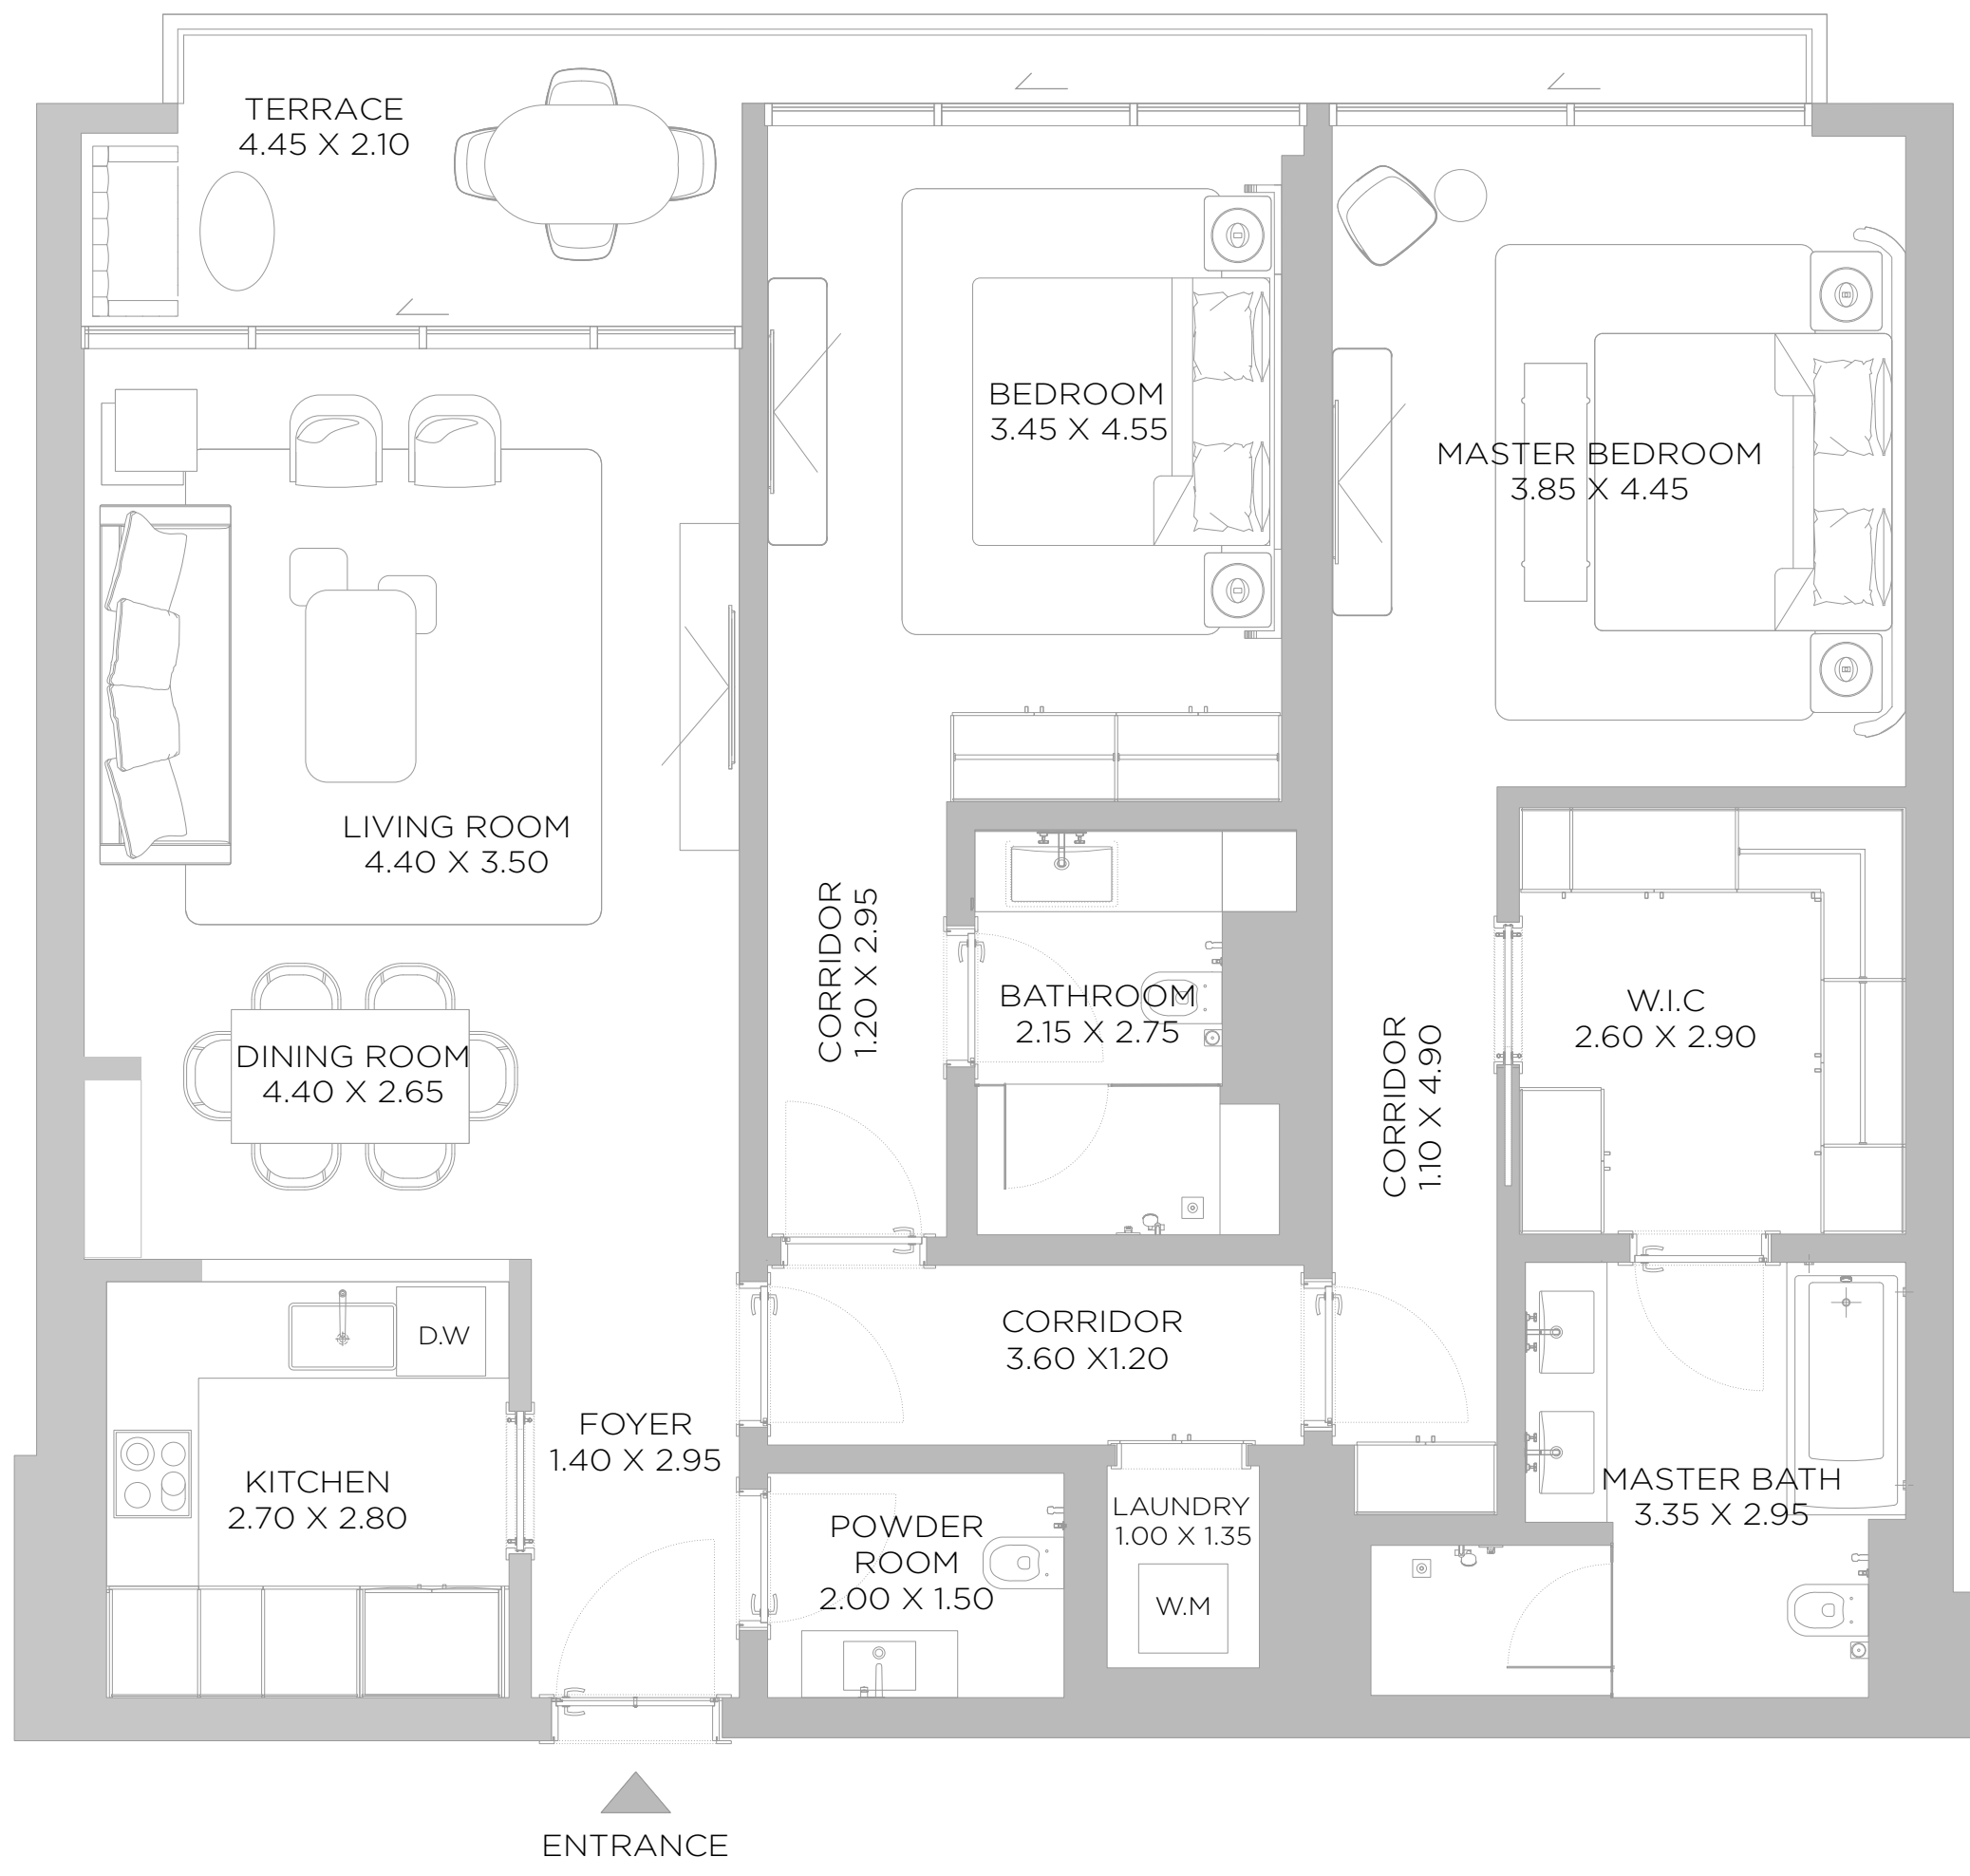 TERRACE
4.45 X 2.10
BEDROOM
3.45 X 4.55
MASTER BEDROOM
3.85 X 4.45
LIVING ROOM
4.40 X 3.50
CORRIDOR
1.20 X 2.95
BATHROOM
2.15 X 2.75
CORRIDOR
1.10 X 4.90
W.I.C
2.60 X 2.90
DINING ROOM
4.40 X 2.65
D.W
CORRIDOR
3.60 X1.20
FOYER
1.40 X 2.95
KITCHEN
2.70 X 2.80
POWDER
ROOM
2.00 X 1.50
LAUNDRY
1.00 X 1.35
W.M
MASTER BATH
3.35 X 2.95
ENTRANCE